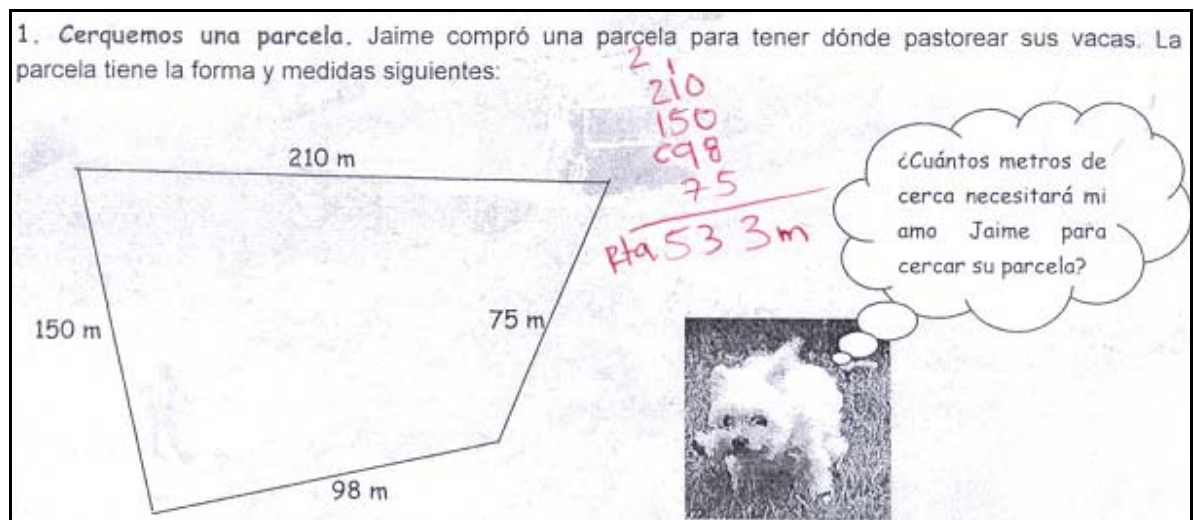 1. Cerquemos una parcela. Jaime compró una parcela para tener dónde pastorear sus vacas. La
parcela tiene la forma y medidas siguientes:
2 1
210
150
98
75
Rta 533m
210 m
150 m
75 m
98 m
¿Cuántos metros de
cerca necesitará mi
amo Jaime para
cercar su parcela?